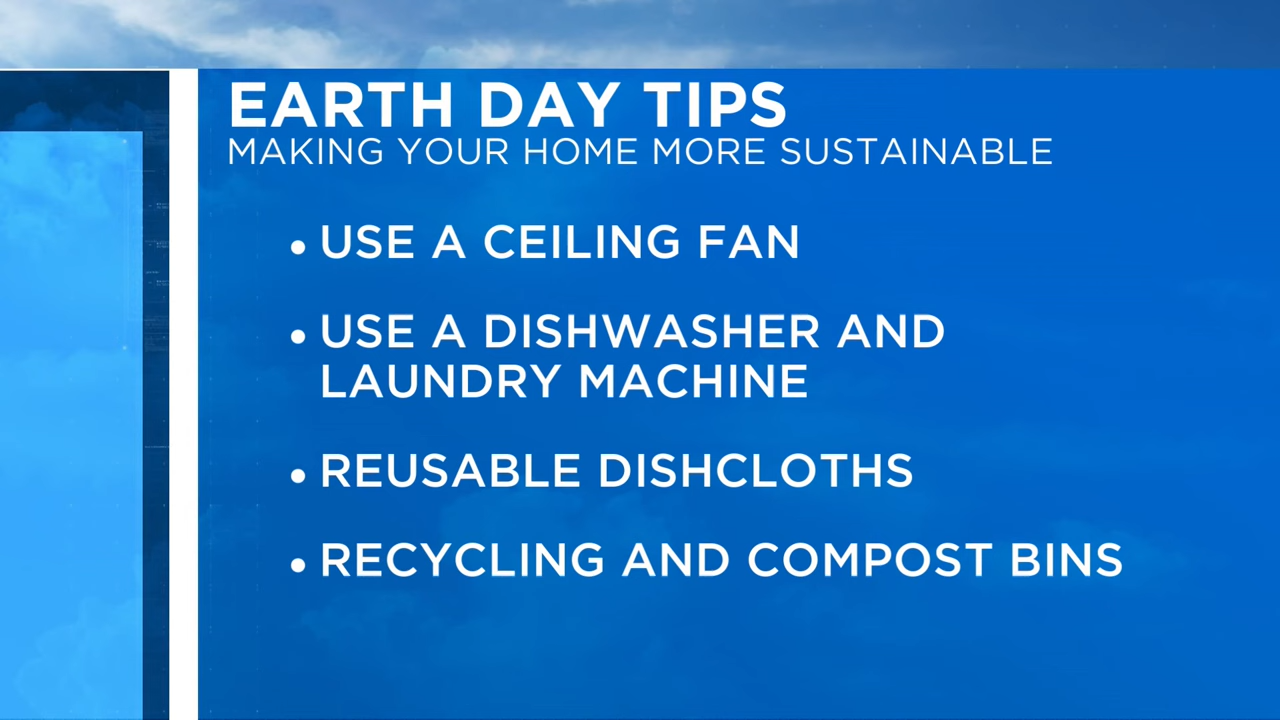 EARTH DAY TIPS
MAKING YOUR HOME MORE SUSTAINABLE
• USE A CEILING FAN
• USE A DISHWASHER AND
LAUNDRY MACHINE
• REUSABLE DISHCLOTHS
• RECYCLING AND COMPOST BINS